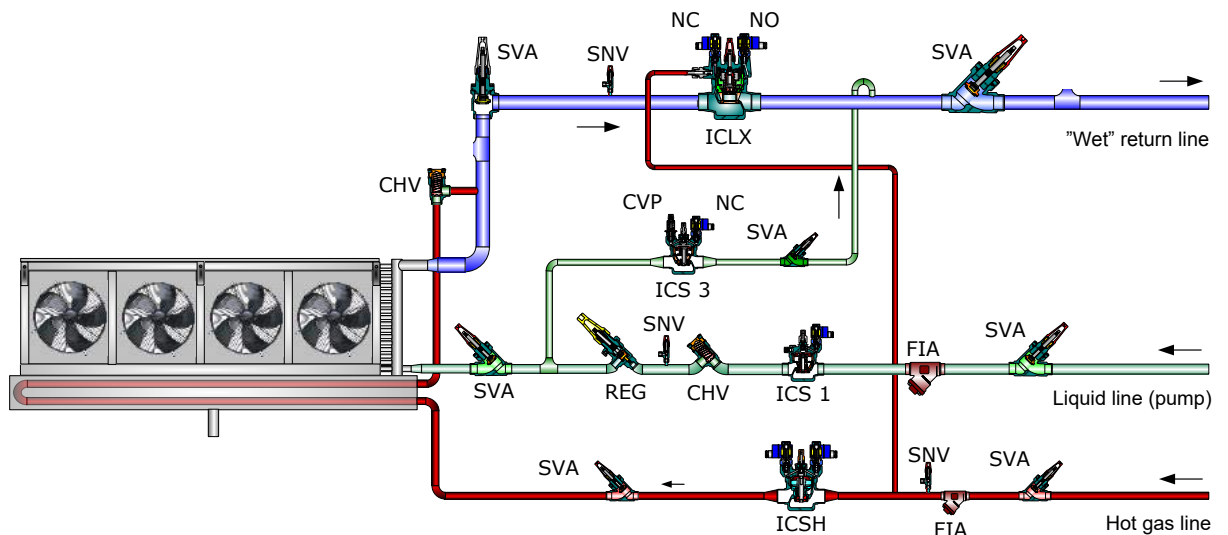 NC NO
SVA SNV SVA
ICLX
”Wet” return line
CHV
CVP NC
SVA
ICS 3
SNV SVA
FIA
SVA REG CHV ICS 1
Liquid line (pump)
SVA SNV SVA
ICSH FIA Hot gas line